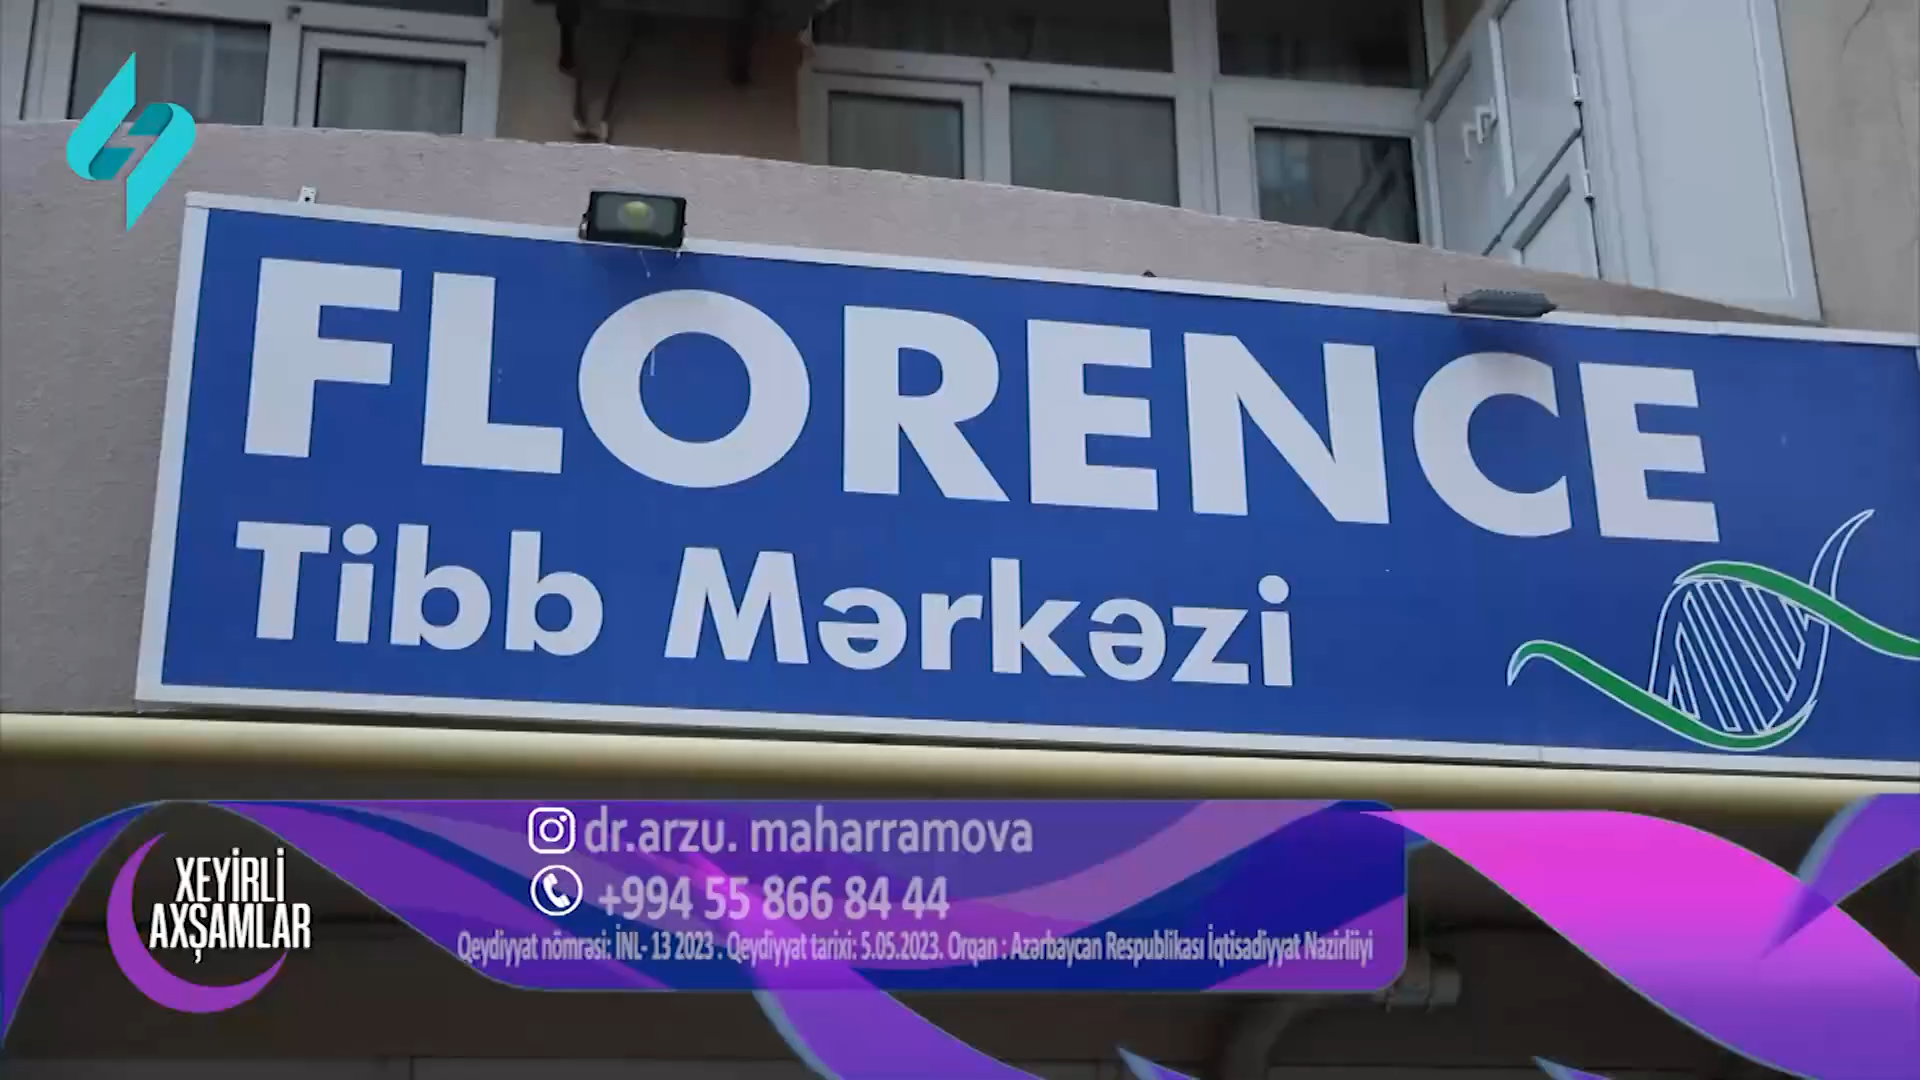 FLORENCE
Tibb Mərkəzi
dr.arzu. maharramova
+994 55 866 84 44
XEYİRLİ
AXŞAMLAR
Qeydiyyat nömrəsi: İNL- 13 2023 . Qeydiyyat tarixi: 5.05.2023. Orqan : Azərbaycan Respublikası İqtisadiyyat Nazirliiyi